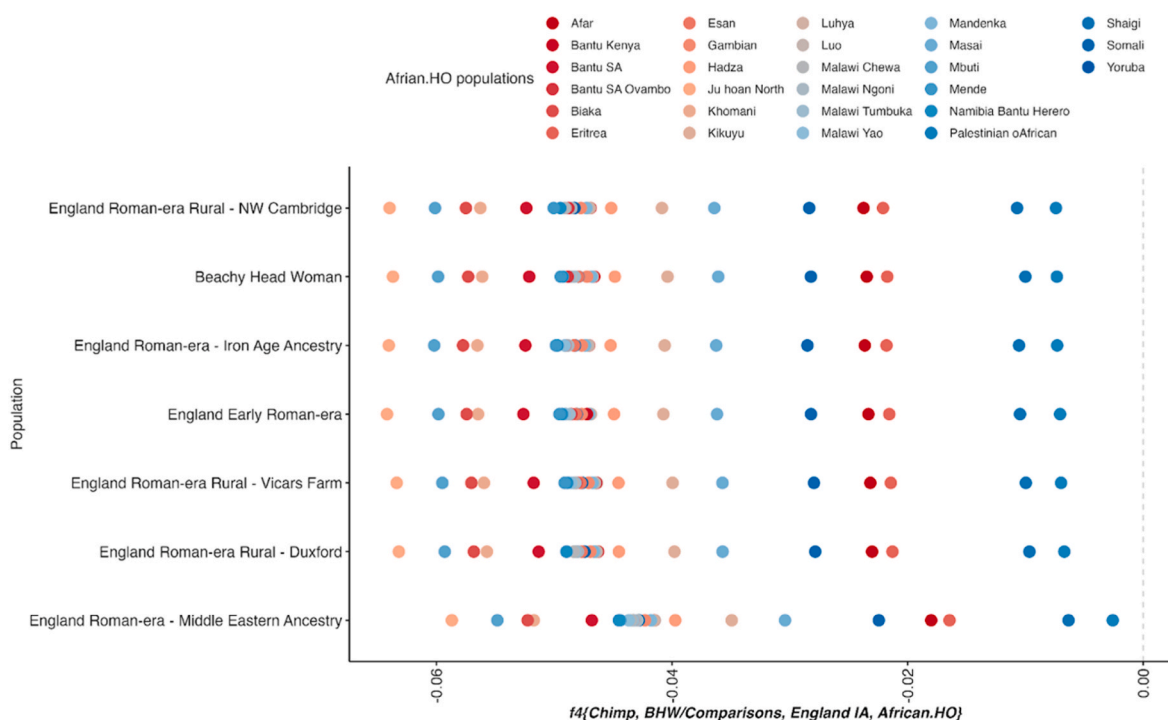 Afrian.HO populations
Afar
Bantu Kenya
Bantu SA
Bantu SA Ovambo
Biaka
Eritrea
Esan
Gambian
Hadza
Ju hoan North
Khomani
Kikuyu
Luhya
Luo
Malawi Chewa
Malawi Ngoni
Malawi Tumbuka
Malawi Yao
Mandenka
Masai
Mbuti
Mende
Namibia Bantu Herero
Palestinian oAfrican
Shaigi
Somali
Yoruba
Population
England Roman-era Rural - NW Cambridge
Beachy Head Woman
England Roman-era - Iron Age Ancestry
England Early Roman-era
England Roman-era Rural - Vicars Farm
England Roman-era Rural - Duxford
England Roman-era - Middle Eastern Ancestry
-0.06
-0.04
-0.02
0.00
f4{Chimp, BHW/Comparisons, England IA, African.HO}